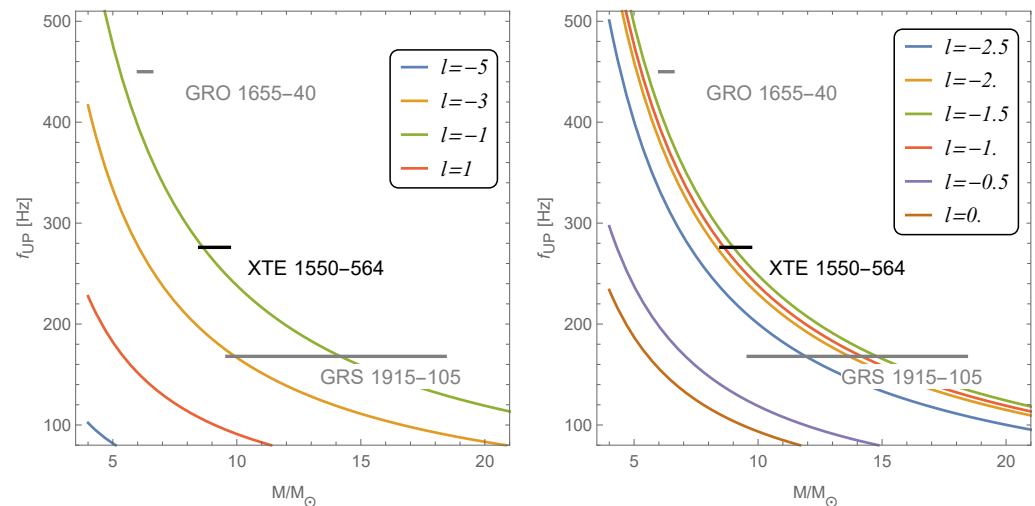 500
400
300
200
100
f_UP [Hz]
GRO 1655−40
XTE 1550−564
GRS 1915−105
l=−5
l=−3
l=−1
l=1
5
10
15
20
M/M_⊙
500
400
300
200
100
f_UP [Hz]
GRO 1655−40
XTE 1550−564
GRS 1915−105
l=−2.5
l=−2.
l=−1.5
l=−1.
l=−0.5
l=0.
5
10
15
20
M/M_⊙